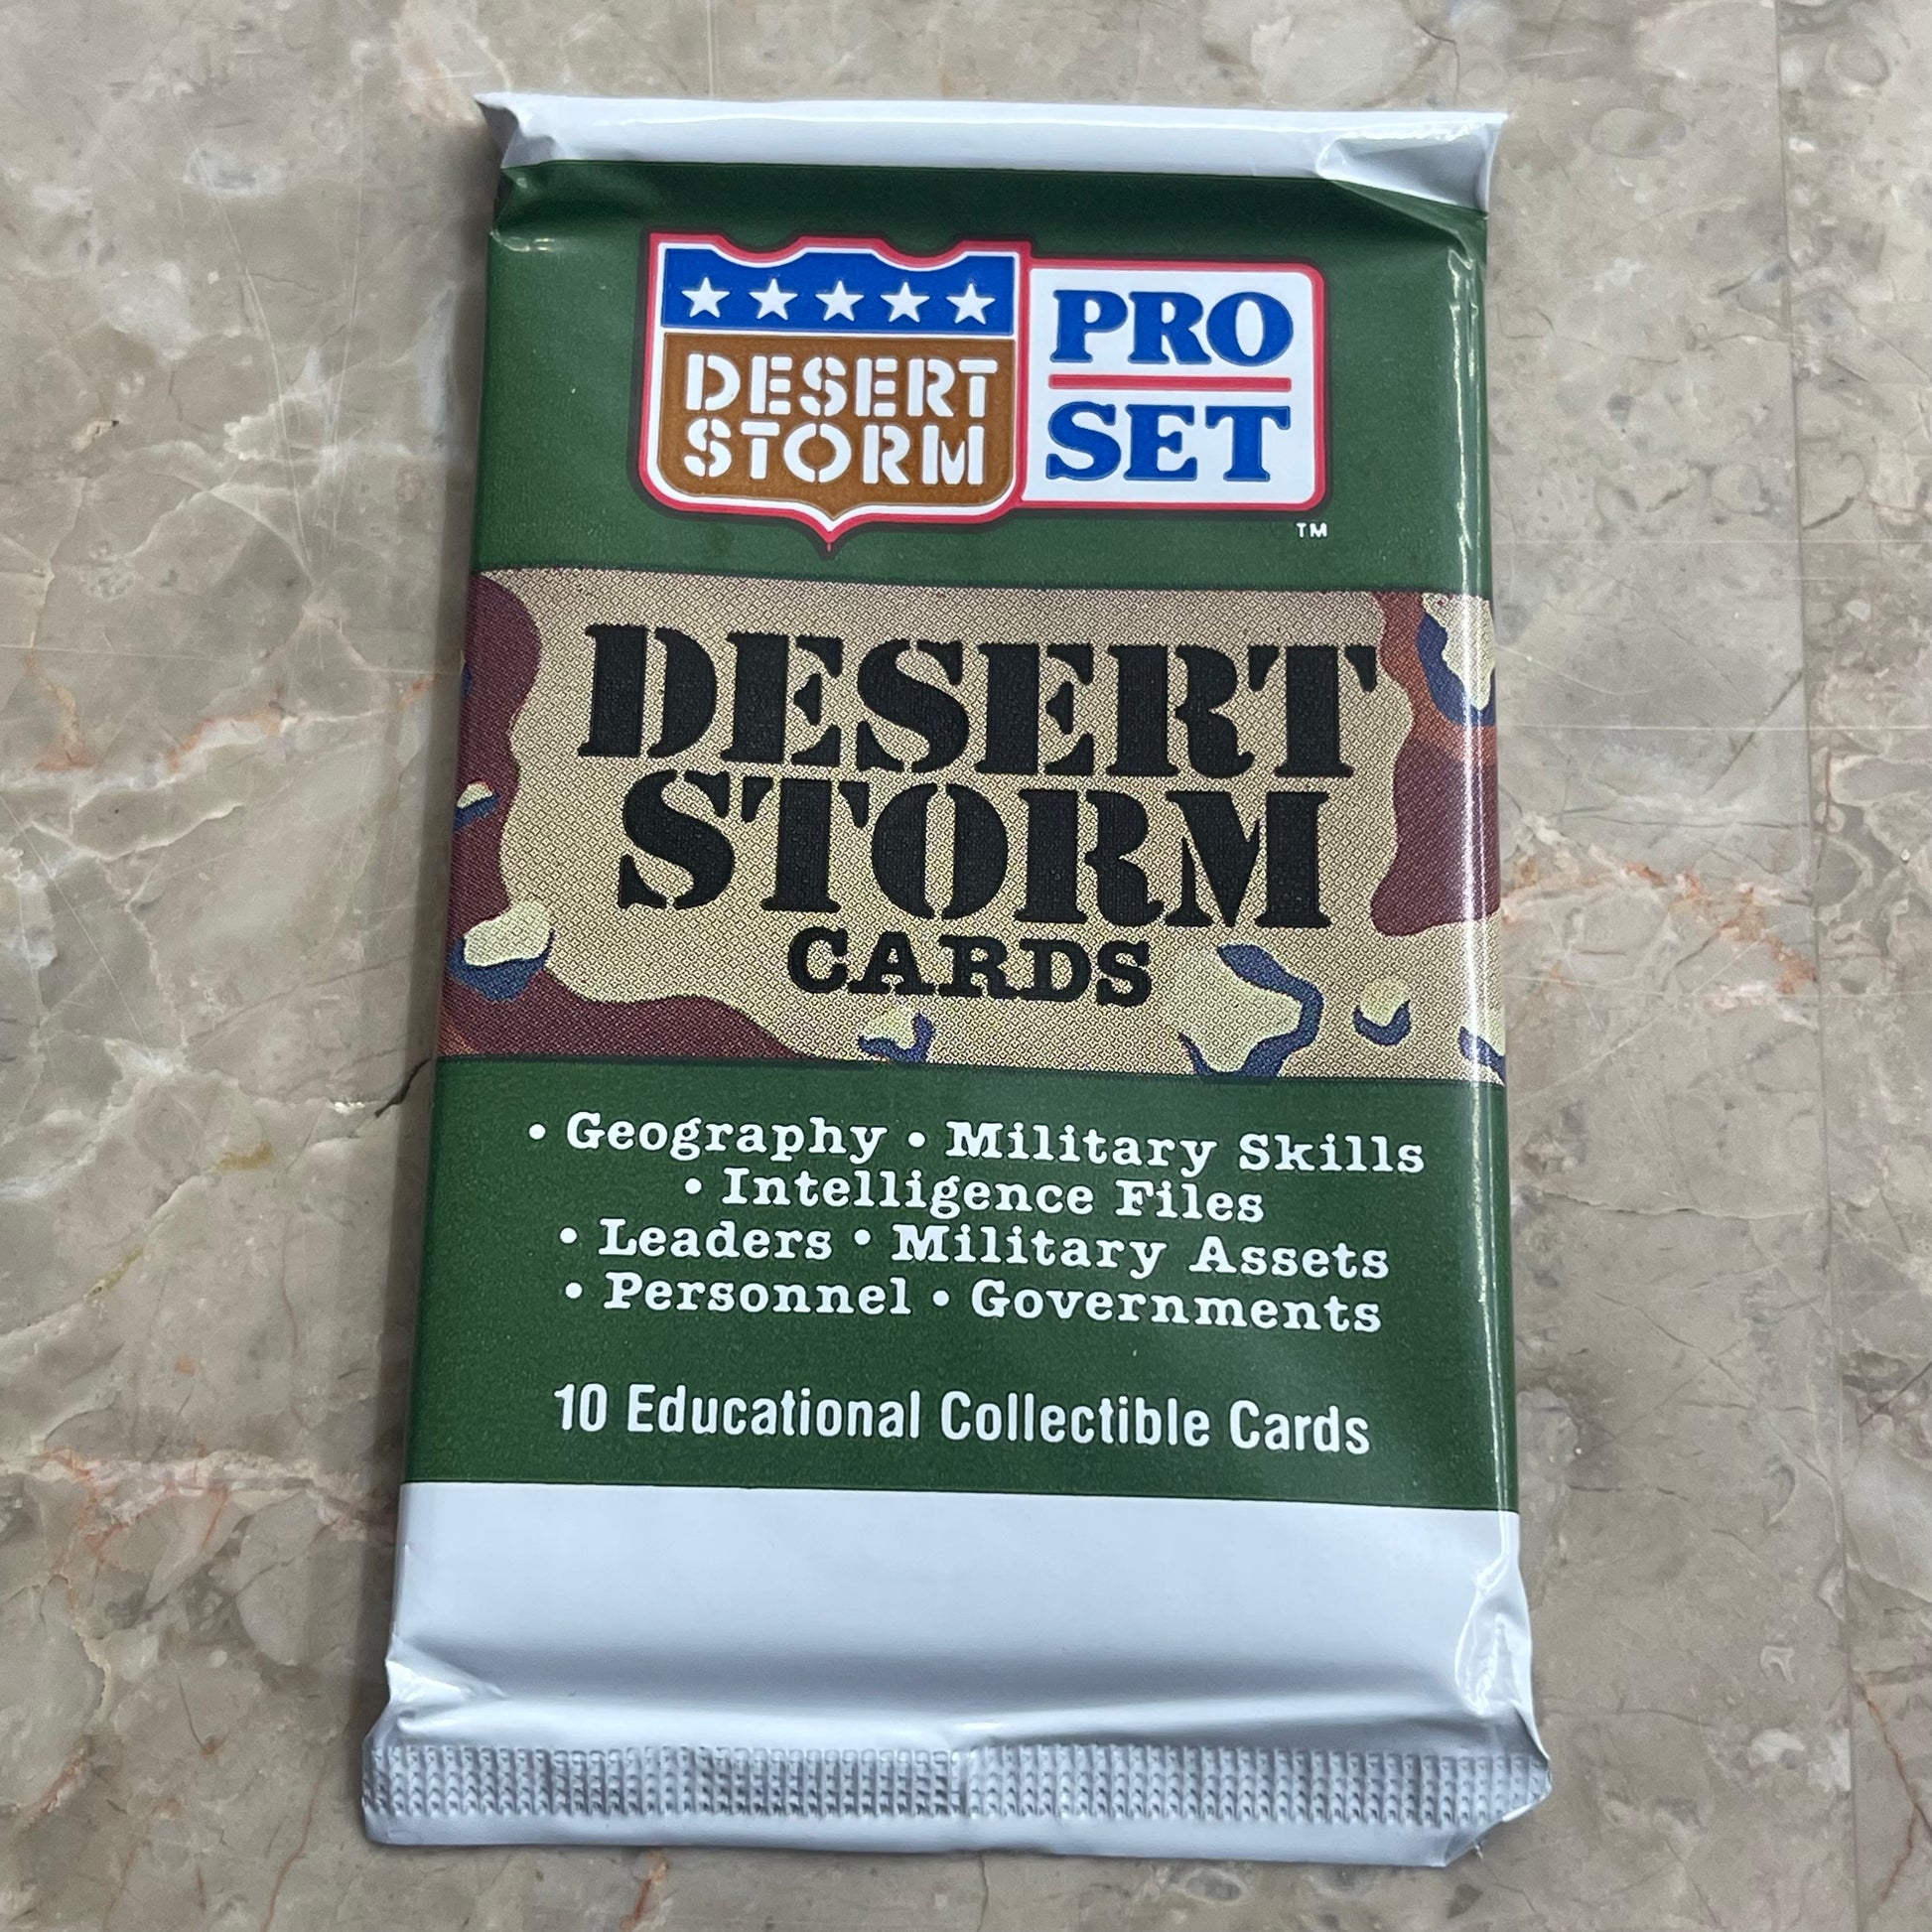 DESERT
STORM
PRO
SET
TM
DESERT
STORM
CARDS
• Geography • Military Skills
• Intelligence Files
• Leaders • Military Assets
• Personnel • Governments
10 Educational Collectible Cards